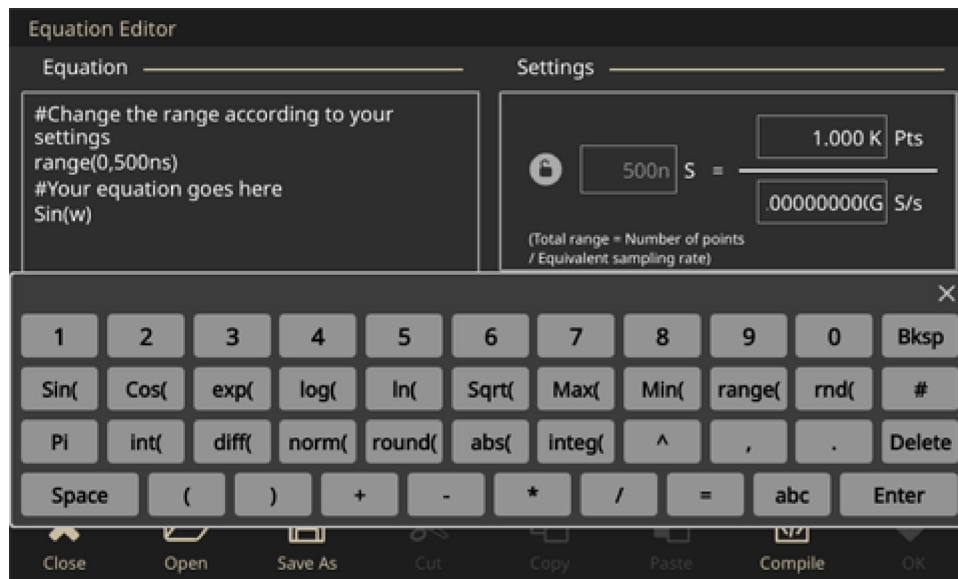 Equation Editor
Equation
Settings
#Change the range according to your
settings
range(0,500ns)
#Your equation goes here
Sin(w)
1.000 K Pts
500n S =
.00000000(G S/s
(Total range = Number of points
/ Equivalent sampling rate)
1 2 3 4 5 6 7 8 9 0 Bksp
Sin( Cos( exp( log( ln( Sqrt( Max( Min( range( rnd( #
Pi int( diff( norm( round( abs( integ( ^ , . Delete
Space ( ) + - * / = abc Enter
Close Open Save As Cut Copy Paste Compile OK